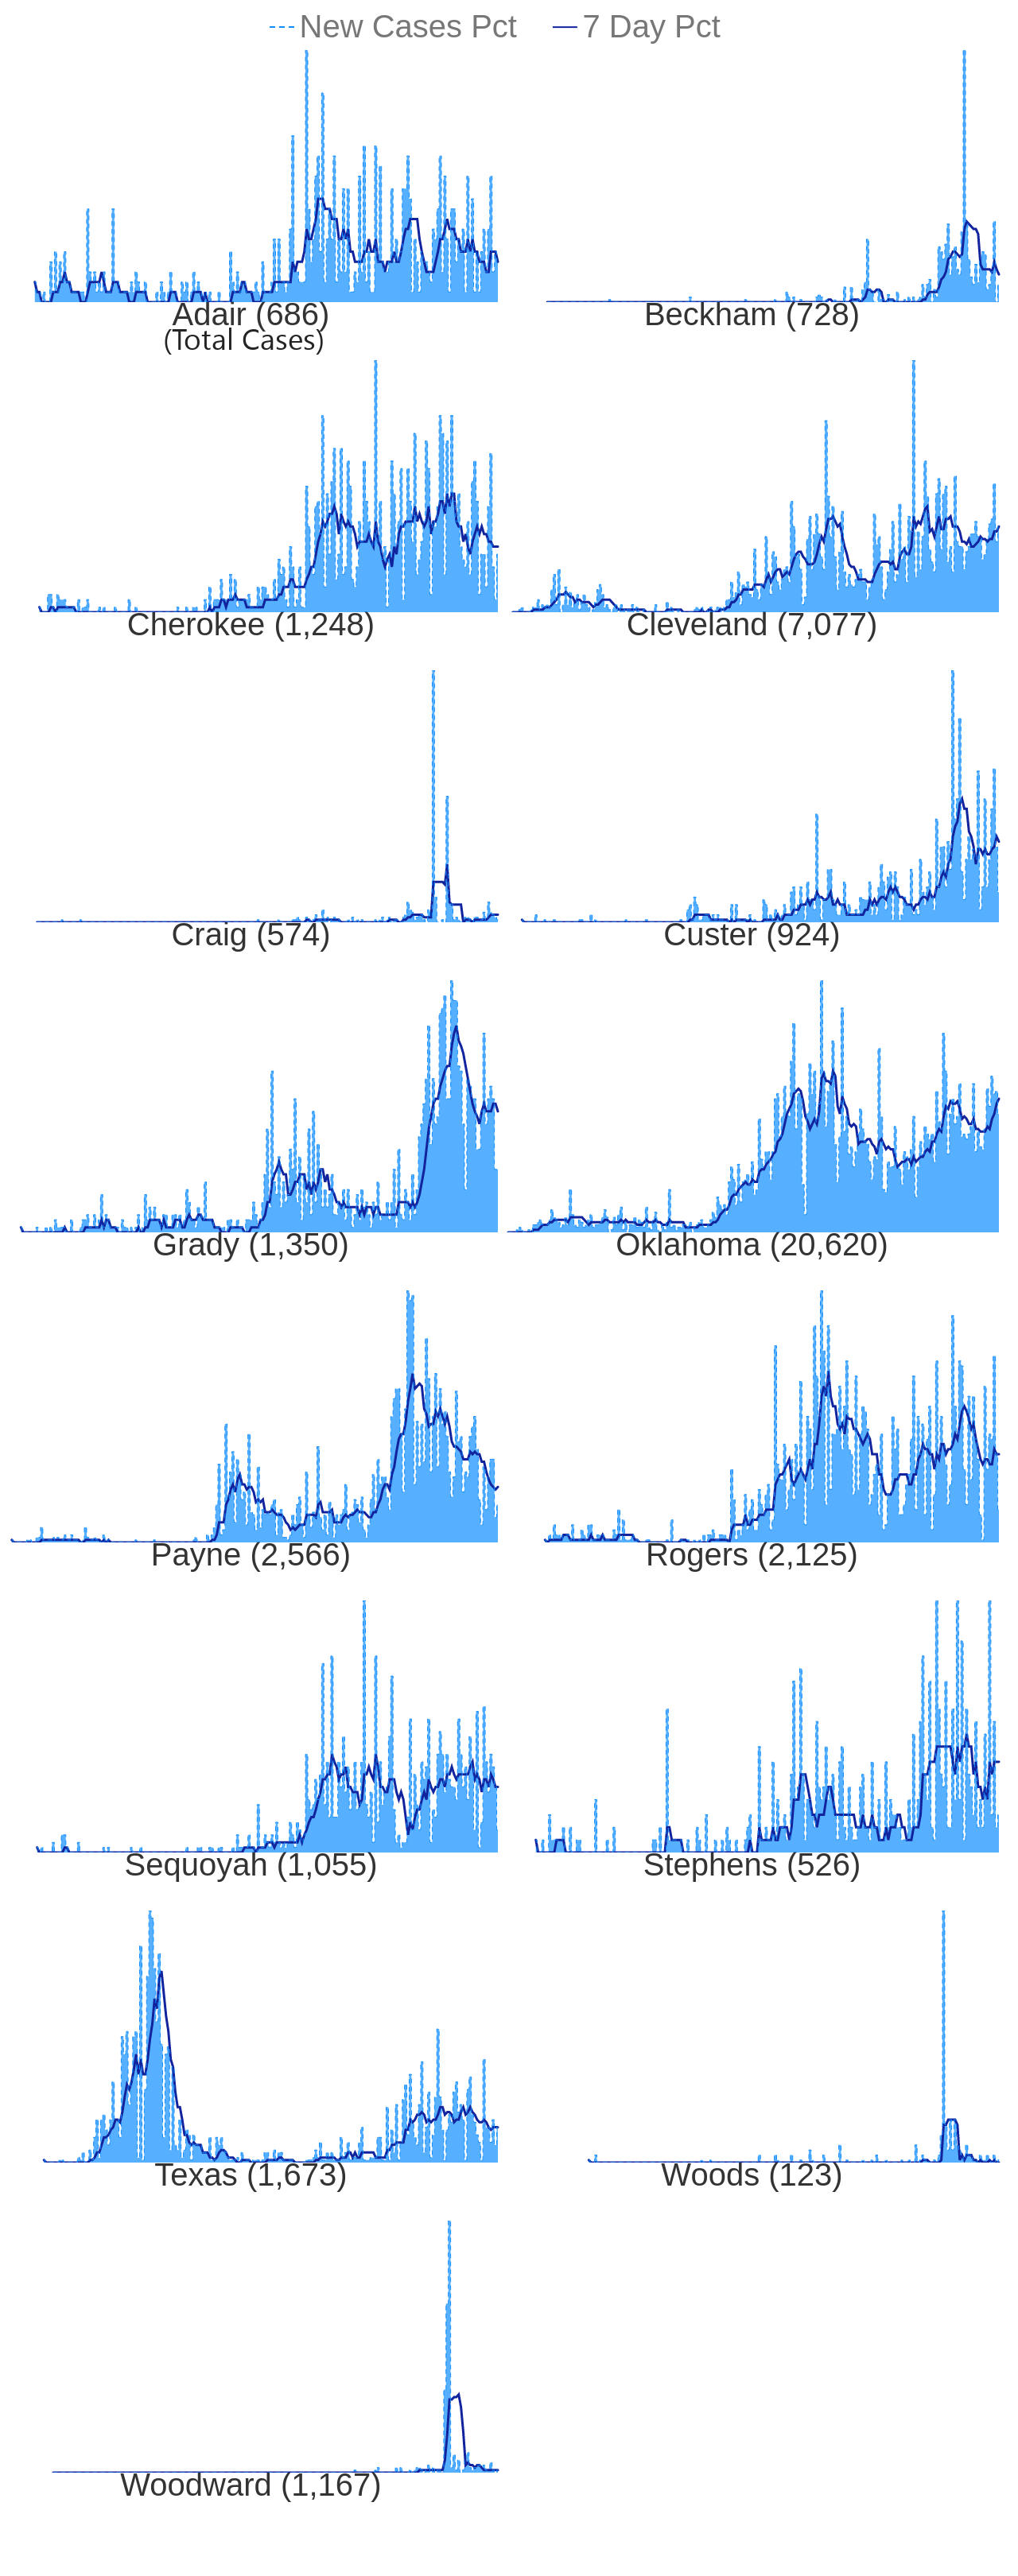 New Cases Pct 7 Day Pct
Adair (686) Beckham (728)
(Total Cases)
Cherokee (1,248) Cleveland (7,077)
Craig (574) Custer (924)
Grady (1,350) Oklahoma (20,620)
Payne (2,566) Rogers (2,125)
Sequoyah (1,055) Stephens (526)
Texas (1,673) Woods (123)
Woodward (1,167)